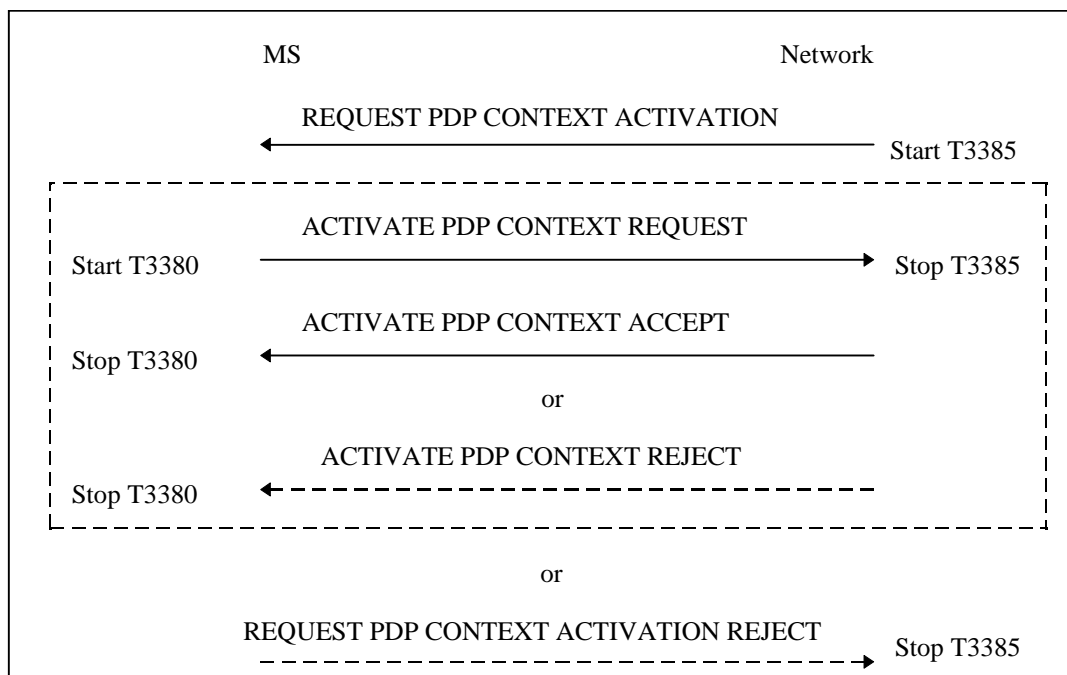 MS Network
REQUEST PDP CONTEXT ACTIVATION
Start T3385
ACTIVATE PDP CONTEXT REQUEST
Start T3380 Stop T3385
ACTIVATE PDP CONTEXT ACCEPT
Stop T3380
or
ACTIVATE PDP CONTEXT REJECT
Stop T3380
or
REQUEST PDP CONTEXT ACTIVATION REJECT
Stop T3385